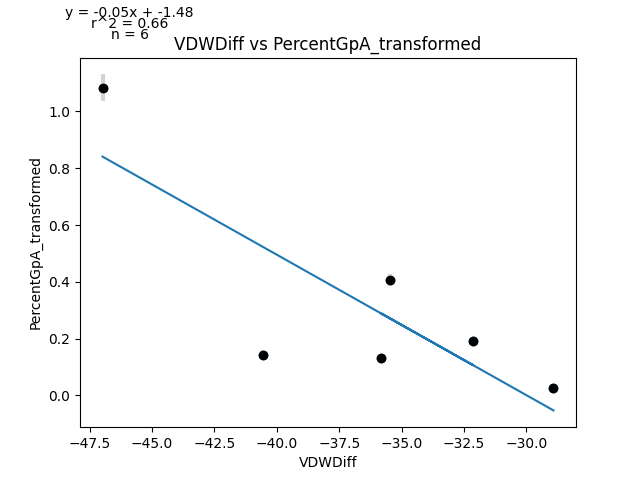 y = -0.05x + -1.48
r^2 = 0.66
n = 6
VDWDiff vs PercentGpA_transformed
PercentGpA_transformed
1.0
0.8
0.6
0.4
0.2
0.0
−47.5 −45.0 −42.5 −40.0 −37.5 −35.0 −32.5 −30.0
VDWDiff